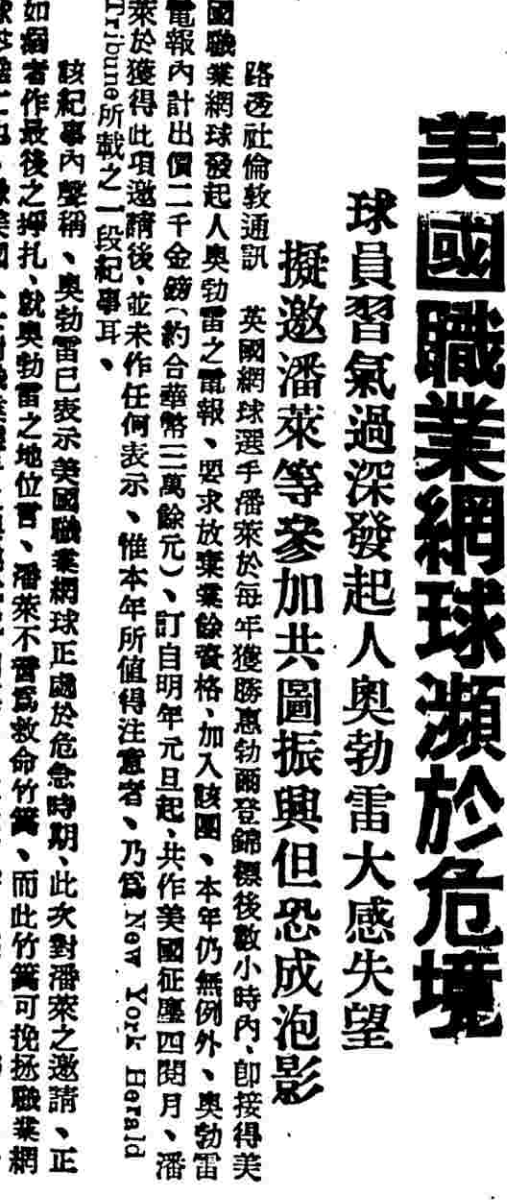 美國職業網球瀕於危境
球員習氣過深發起人奧勃雷大感失望
擬邀潘萊等參加共圖振興但恐成泡影
路透社倫敦通訊　英國網球選手潘萊於每年獲勝惠勃爾登錦標後數小時內、卽接得美
國職業網球發起人奧勃雷之電報、要求放棄業餘資格、加入該團、本年仍無例外、奧勃雷
電報內計出價二千金鎊（約合華幣三萬餘元）、訂自明年元旦起、共作美國征塵四閱月、潘
萊於獲得此項邀請後、並未作任何表示、惟本年所值得注意者、乃爲New York Herald
Tribune所載之一段紀事耳、
該紀事內聲稱、奧勃雷已表示美國職業網球正處於危急時期、此次對潘萊之邀請、正
如溺者作最後之掙扎、就奧勃雷之地位言、潘萊不啻爲救命竹篙、而此竹篙可挽拯職業網